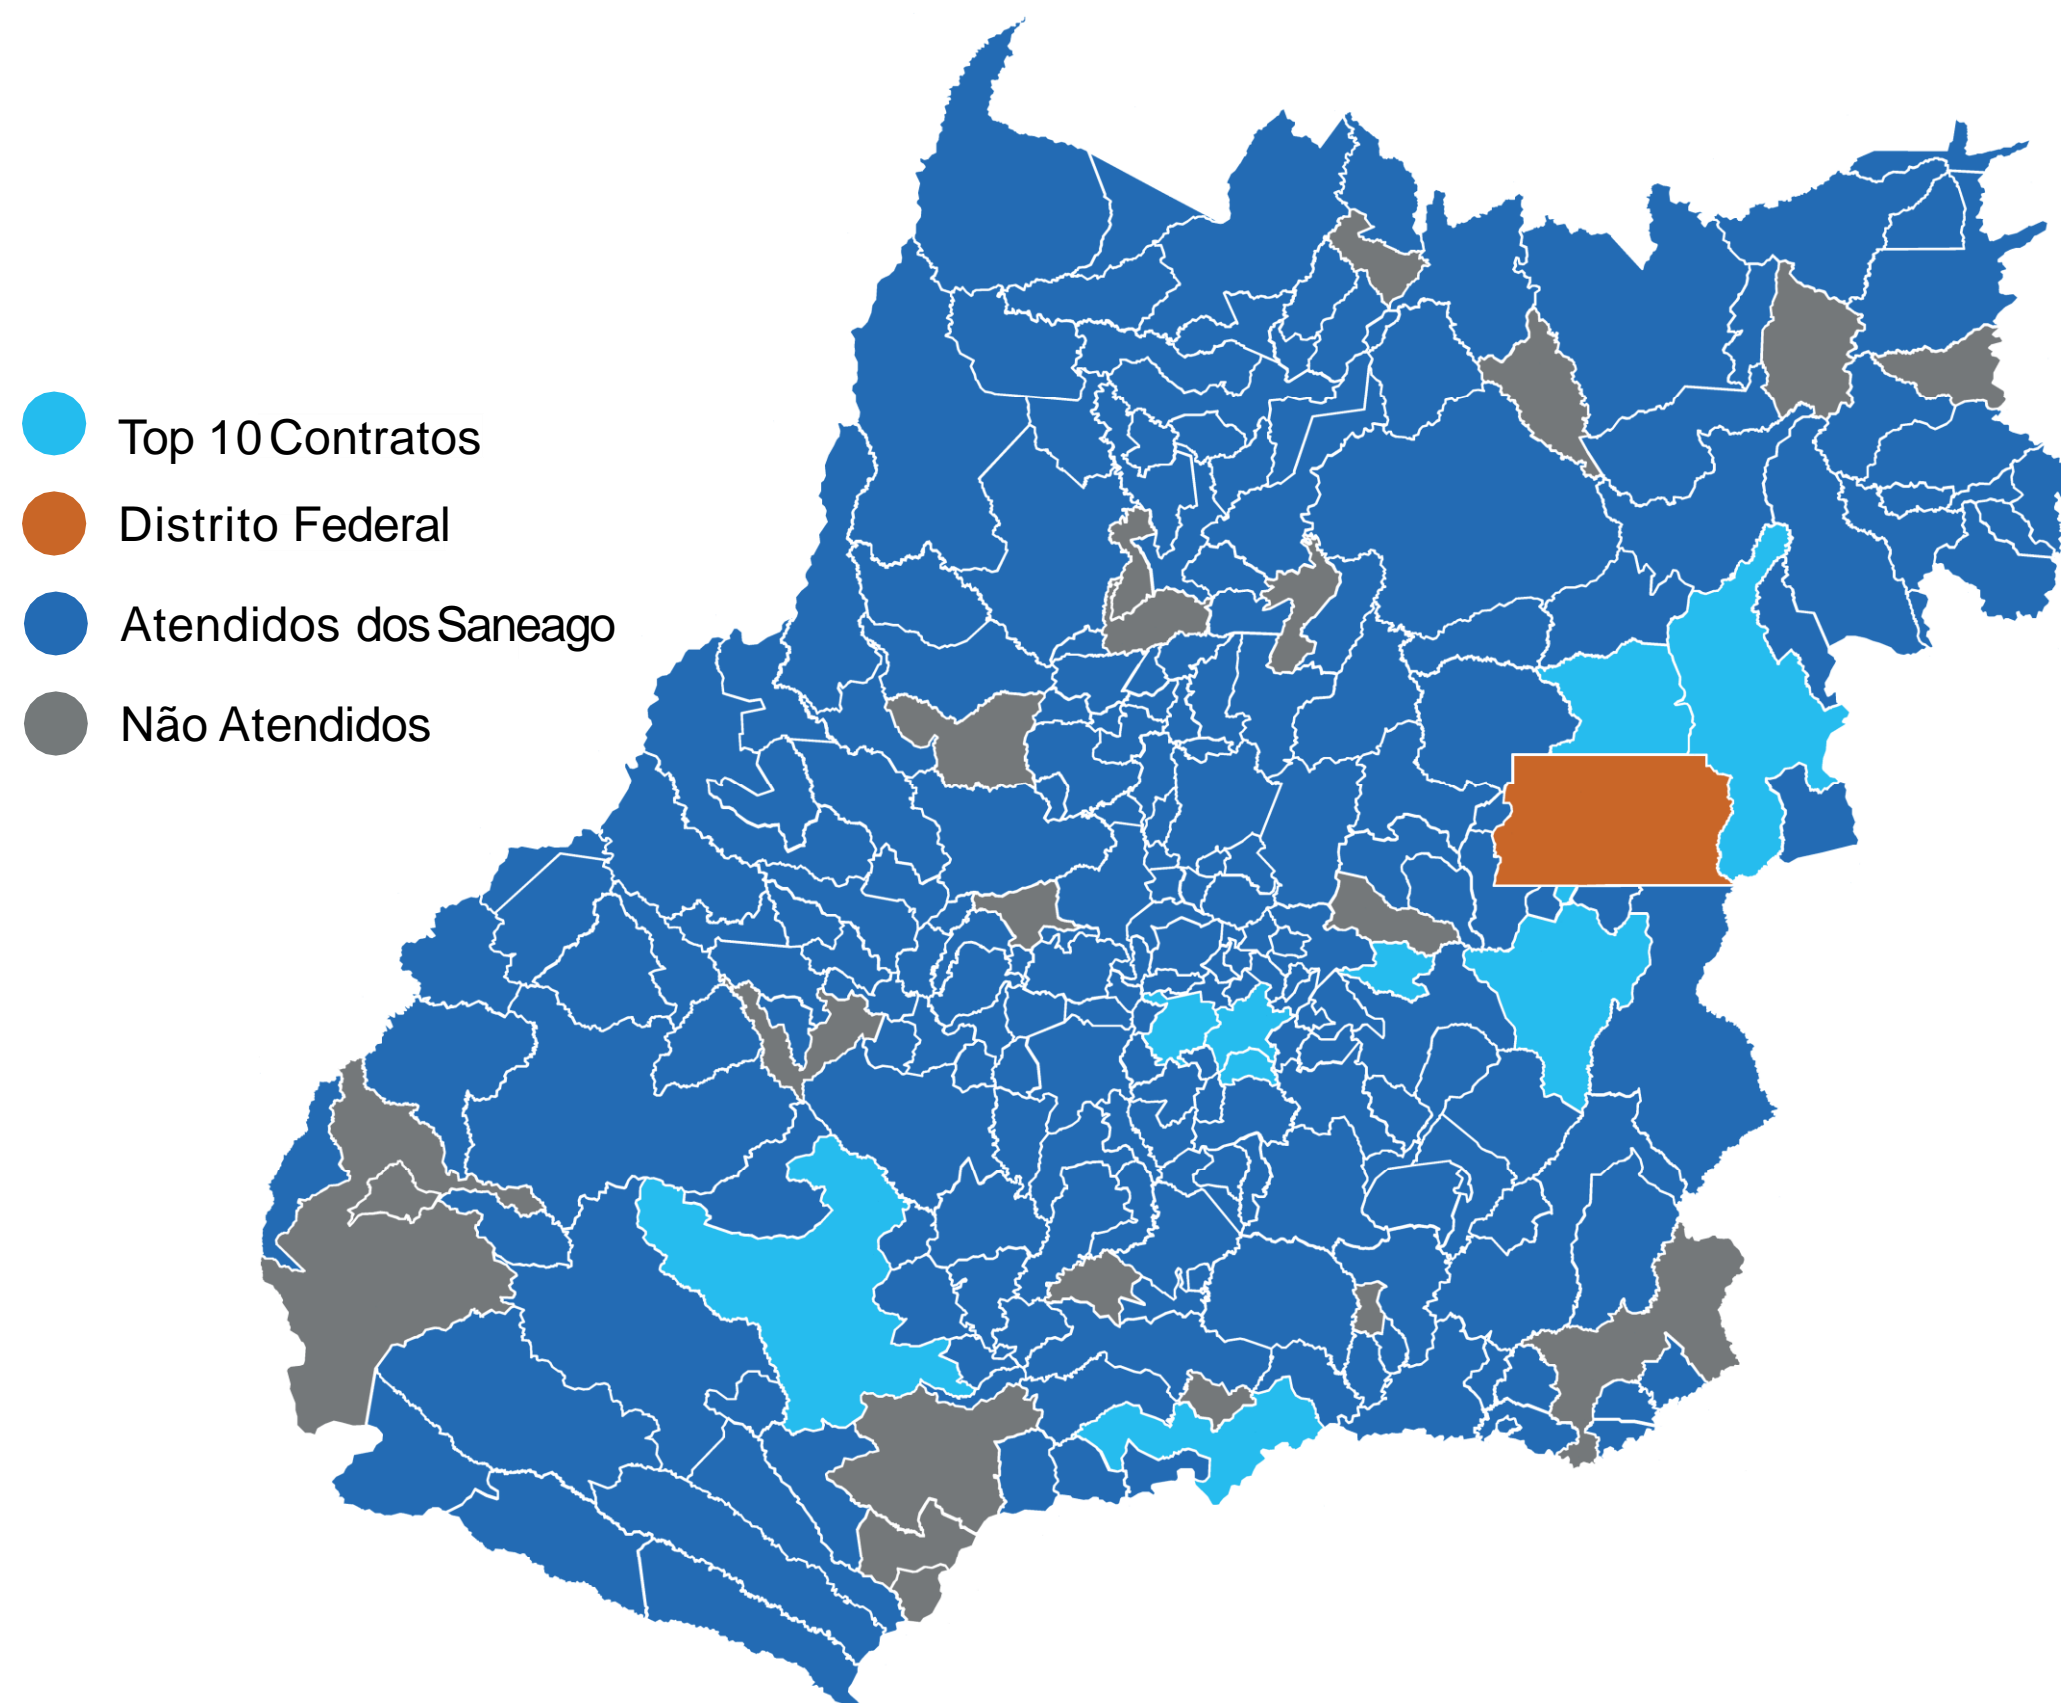 Top 10 Contratos
Distrito Federal
Atendidos dos Saneago
Não Atendidos